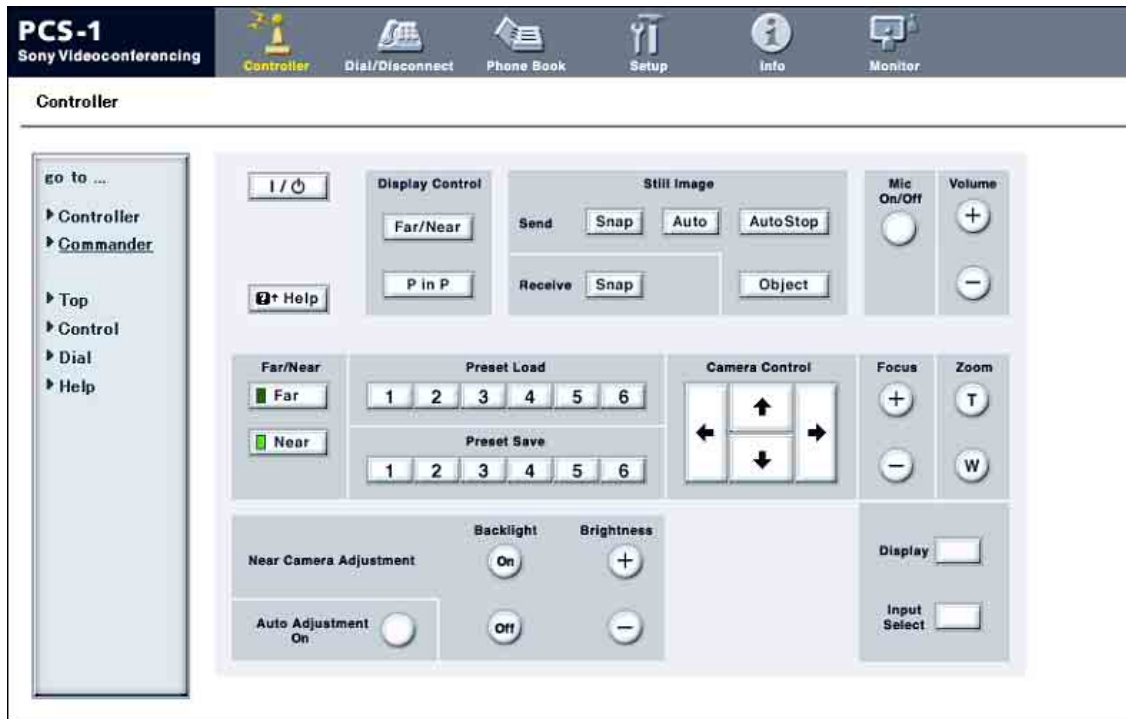 PCS-1
Sony Videoconferencing
Controller
Dial/Disconnect
Phone Book
Setup
Info
Monitor
Controller
go to ...
Controller
Commander
Top
Control
Dial
Help
I /
? Help
Display Control
Far/Near
P in P
Still Image
Send
Snap
Auto
Auto Stop
Receive
Snap
Object
Mic
On/Off
Volume
+
−
Far/Near
Far
Near
Preset Load
1 2 3 4 5 6
Preset Save
1 2 3 4 5 6
Camera Control
Focus
+
−
Zoom
T
W
Near Camera Adjustment
Auto Adjustment
On
Backlight
On
Off
Brightness
+
−
Display
Input
Select